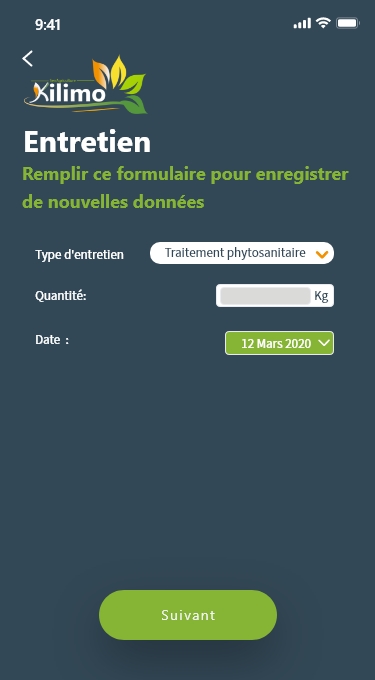 9:41
Kilimo
Entretien
Remplir ce formulaire pour enregistrer
de nouvelles données
Type d'entretien
Traitement phytosanitaire
Quantité:
Kg
Date :
12 Mars 2020
Suivant